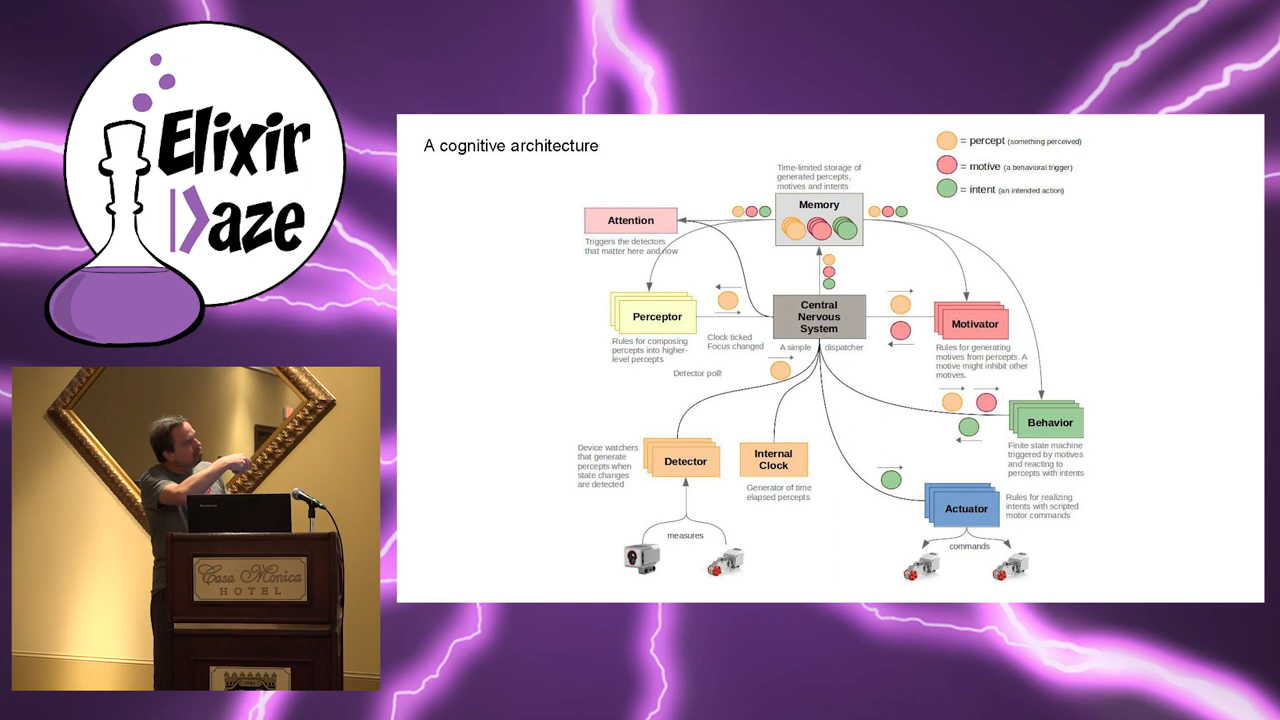 Elixir
|>aze
A cognitive architecture
= percept (something perceived)
= motive (a behavioral trigger)
= intent (an intended action)
Time-limited storage of
generated percepts,
motives and intents
Memory
Attention
Triggers the detectors
that matter here and now
Perceptor
Rules for composing
percepts into higher-
level percepts
Clock ticked
Focus changed
Detector poll!
Central
Nervous
System
A simple dispatcher
Motivator
Rules for generating
motives from percepts. A
motive might inhibit other
motives.
Behavior
Finite state machine
triggered by motives
and reacting to
percepts with intents
Device watchers
that generate
percepts when
state changes
are detected
Detector
Internal
Clock
Generator of time
elapsed percepts
Actuator
Rules for realizing
intents with scripted
motor commands
measures
commands
Casa Monica
HOTEL